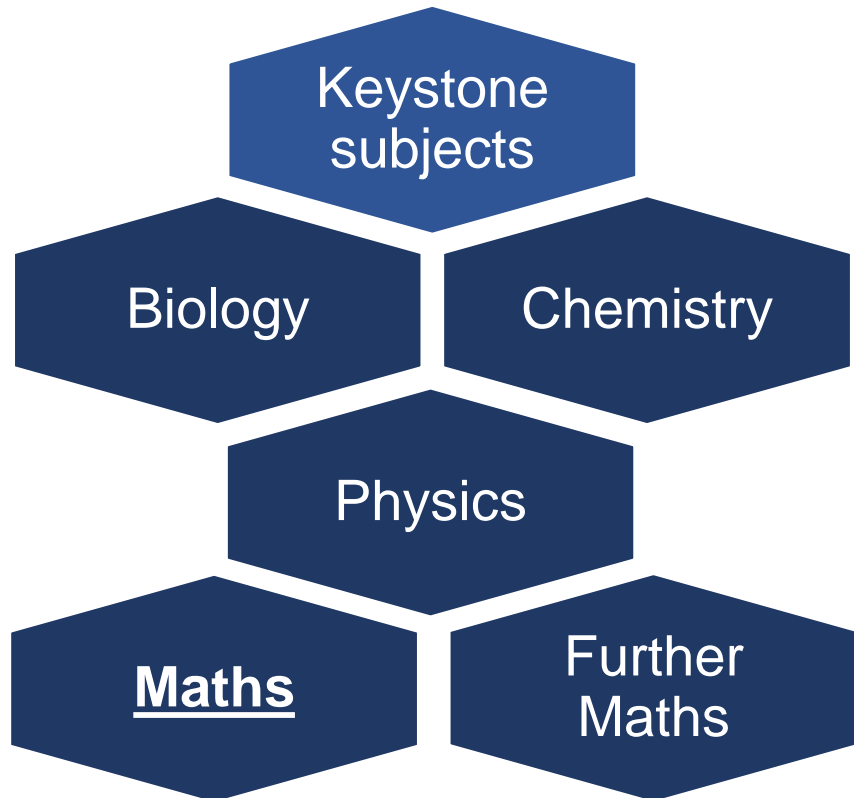 Keystone
subjects
Biology
Chemistry
Physics
Maths
Further
Maths